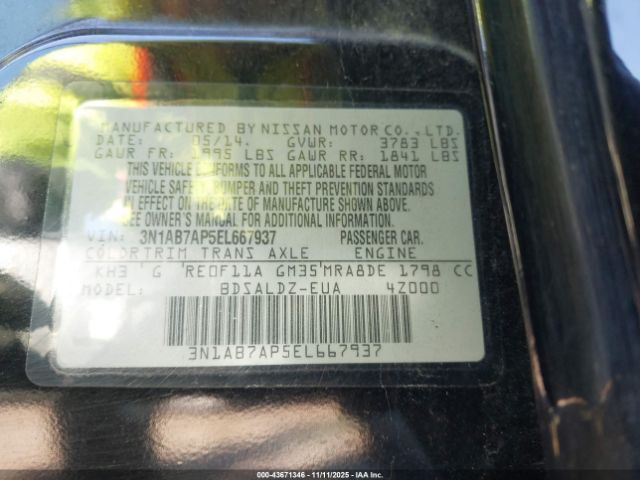 MANUFACTURED BY NISSAN MOTOR CO., LTD.
DATE: 05/14. GVWR: 3783 LBS
GAWR FR: 1995 LBS GAWR RR: 1841 LBS
THIS VEHICLE CONFORMS TO ALL APPLICABLE FEDERAL MOTOR
VEHICLE SAFETY, BUMPER AND THEFT PREVENTION STANDARDS
IN EFFECT ON THE DATE OF MANUFACTURE SHOWN ABOVE.
SEE OWNER'S MANUAL FOR ADDITIONAL INFORMATION.
VIN: 3N1AB7AP5EL667937 PASSENGER CAR.
COLOR TRIM TRANS AXLE ENGINE
KH3 G RE0F11A GM35 MRA8DE 1798 CC
BDSALDZ-EUA 4Z000
3N1AB7AP5EL667937
000-43671346 - 11/11/2025 - IAA Inc.